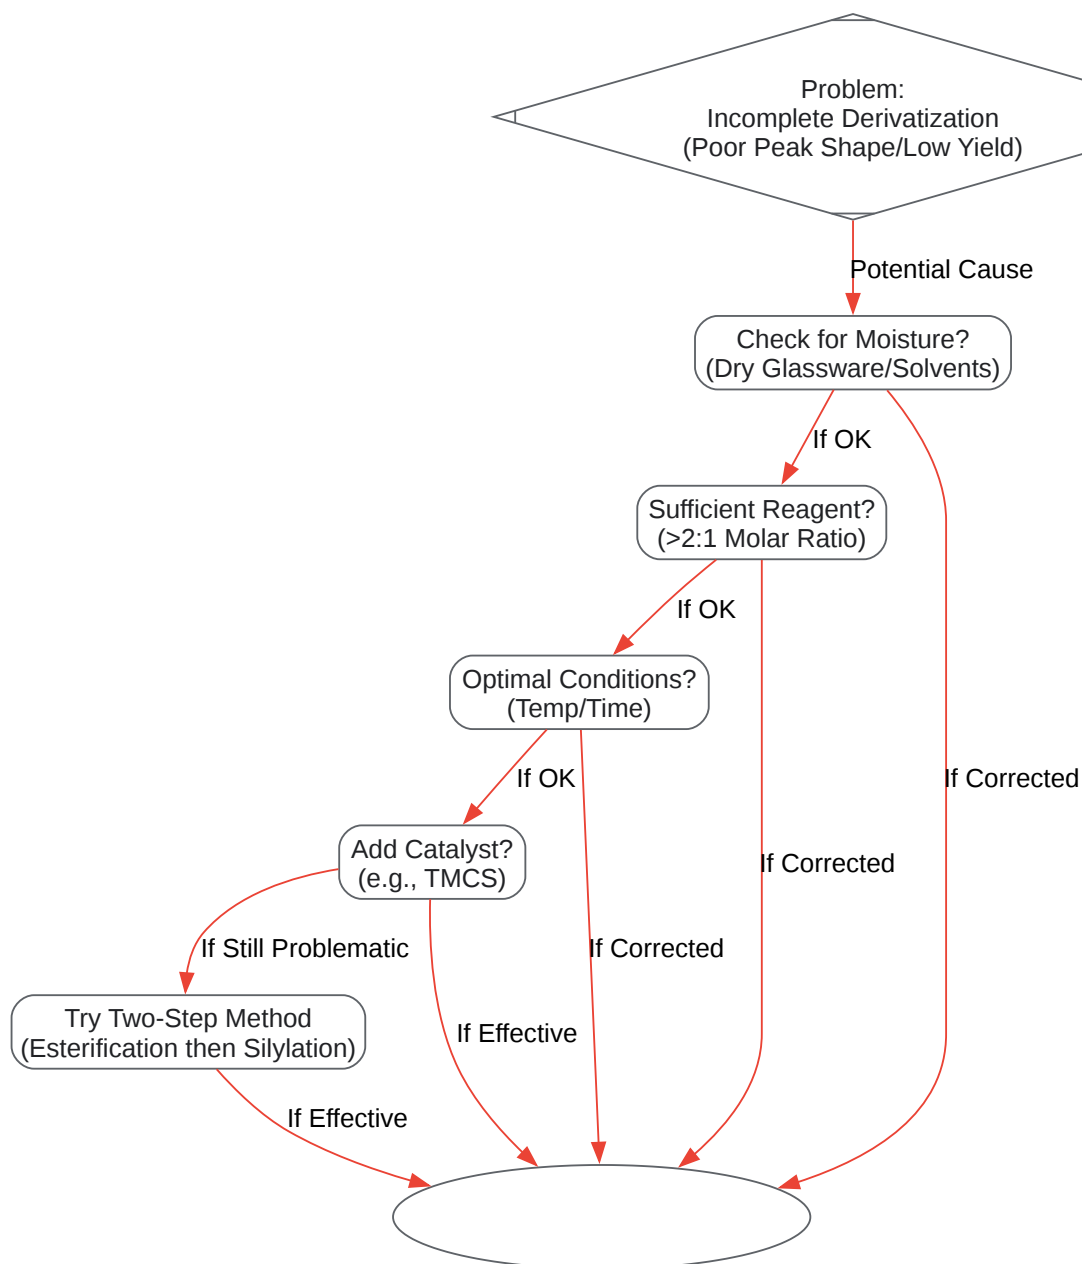 Problem:
Incomplete Derivatization
(Poor Peak Shape/Low Yield)
Potential Cause
Check for Moisture?
(Dry Glassware/Solvents)
If OK
Sufficient Reagent?
(>2:1 Molar Ratio)
If OK
Optimal Conditions?
(Temp/Time)
If OK
If Corrected
Add Catalyst?
(e.g., TMCS)
If Corrected
If Still Problematic
If Corrected
Try Two-Step Method
(Esterification then Silylation)
If Effective
If Effective